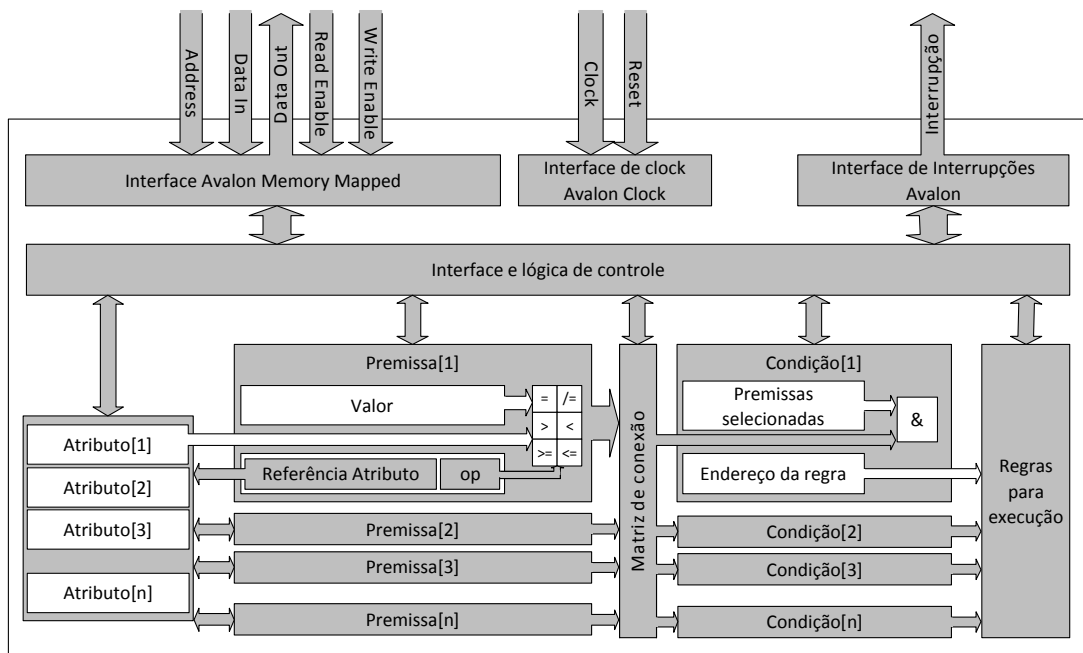 Address
Data In
Data Out
Read Enable
Write Enable
Clock
Reset
Interrupção
Interface Avalon Memory Mapped
Interface de clock
Avalon Clock
Interface de Interrupções
Avalon
Interface e lógica de controle
Premissa[1]
Valor
= /=
> <
>= <=
Referência Atributo
op
Atributo[1]
Atributo[2]
Atributo[3]
Atributo[n]
Premissa[2]
Premissa[3]
Premissa[n]
Matriz de conexão
Condição[1]
Premissas
selecionadas
&
Endereço da regra
Condição[2]
Condição[3]
Condição[n]
Regras
para
execução